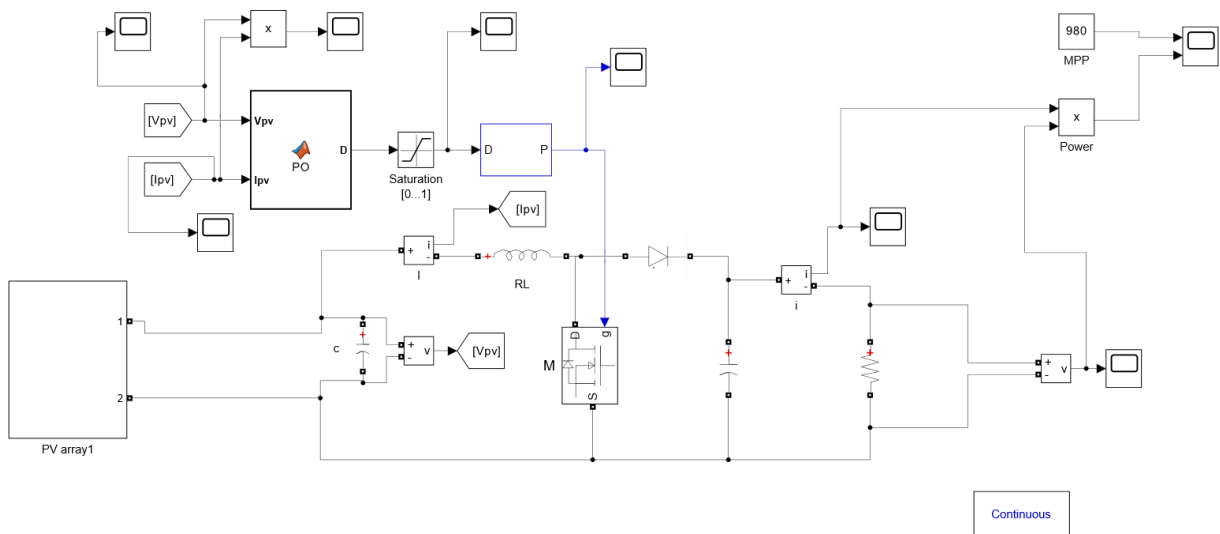 x
980
MPP
[Vpv]
Vpv
PO
D
[Ipv]
Ipv
Saturation
[0...1]
D
P
x
Power
[Ipv]
+
i
-
I
+
RL
+
i
-
i
1
+
c
+
-
v
[Vpv]
D
g
M
S
+
+
+
-
v
2
PV array1
Continuous